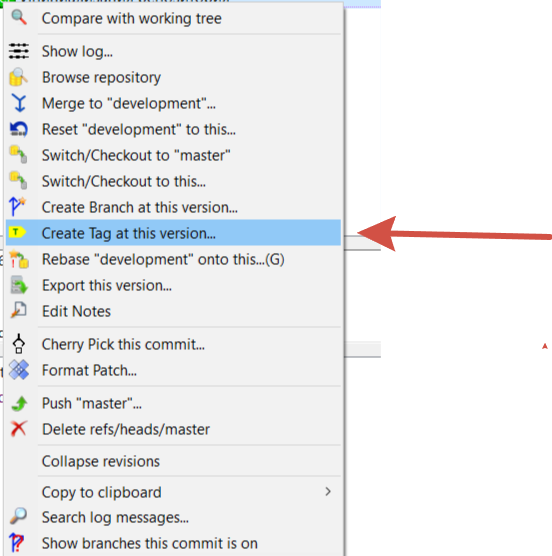 Compare with working tree
Show log...
Browse repository
Merge to "development"...
Reset "development" to this...
Switch/Checkout to "master"
Switch/Checkout to this...
Create Branch at this version...
T
Create Tag at this version...
Rebase "development" onto this...(G)
Export this version...
Edit Notes
Cherry Pick this commit...
Format Patch...
Push "master"...
Delete refs/heads/master
Collapse revisions
Copy to clipboard
Search log messages...
Show branches this commit is on